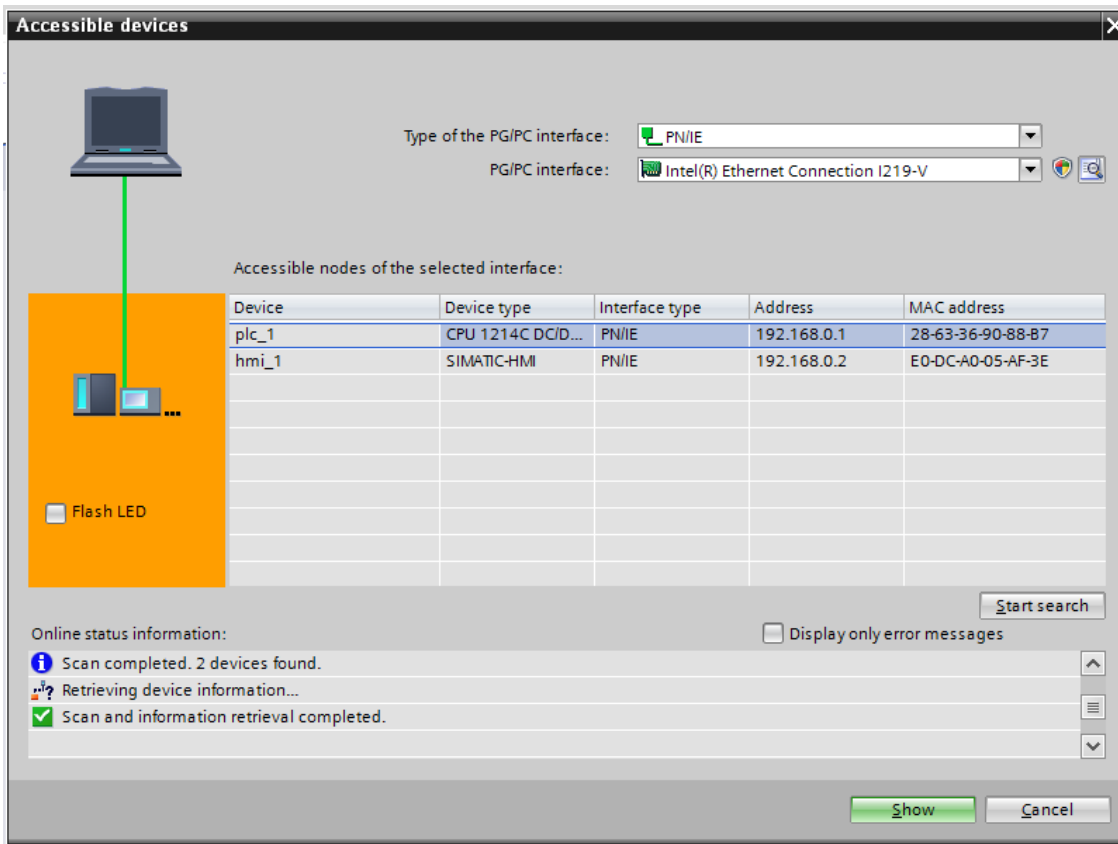 Accessible devices
Type of the PG/PC interface: PN/IE
PG/PC interface: Intel(R) Ethernet Connection I219-V
Accessible nodes of the selected interface:
Device Device type Interface type Address MAC address
plc_1 CPU 1214C DC/D... PN/IE 192.168.0.1 28-63-36-90-88-B7
hmi_1 SIMATIC-HMI PN/IE 192.168.0.2 E0-DC-A0-05-AF-3E
Flash LED
Start search
Online status information: Display only error messages
Scan completed. 2 devices found.
Retrieving device information...
Scan and information retrieval completed.
Show Cancel